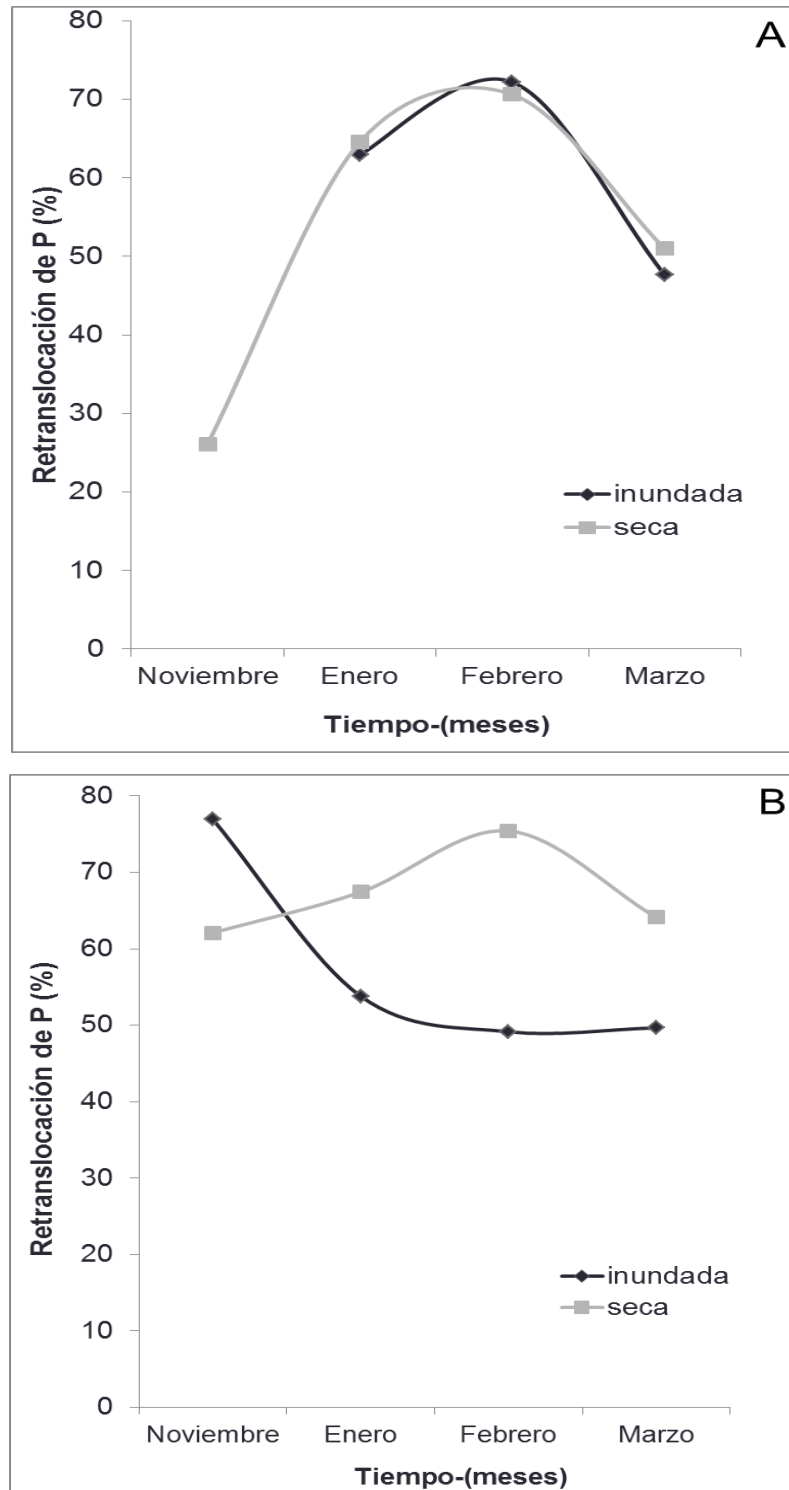 A
Retranslocación de P (%)
80
70
60
50
40
30
20
10
0
inundada
seca
Noviembre Enero Febrero Marzo
Tiempo-(meses)
B
Retranslocación de P (%)
80
70
60
50
40
30
20
10
0
inundada
seca
Noviembre Enero Febrero Marzo
Tiempo-(meses)